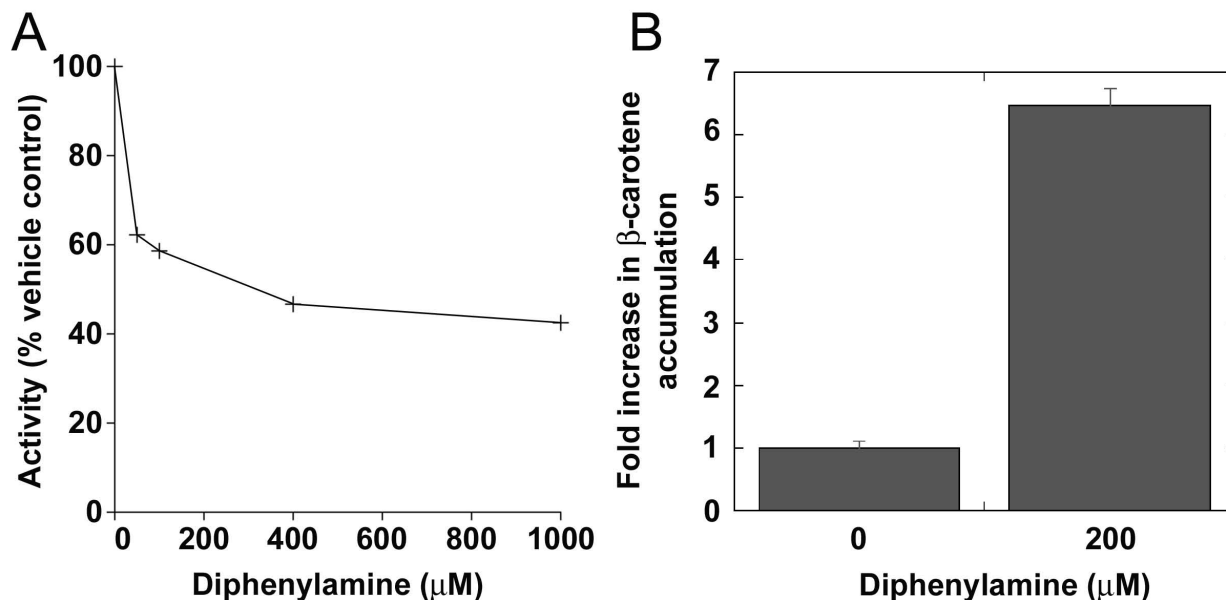 A
Activity (% vehicle control)
100
80
60
40
20
0
0 200 400 600 800 1000
Diphenylamine (μM)
B
Fold increase in β-carotene
accumulation
7
6
5
4
3
2
1
0
0 200
Diphenylamine (μM)